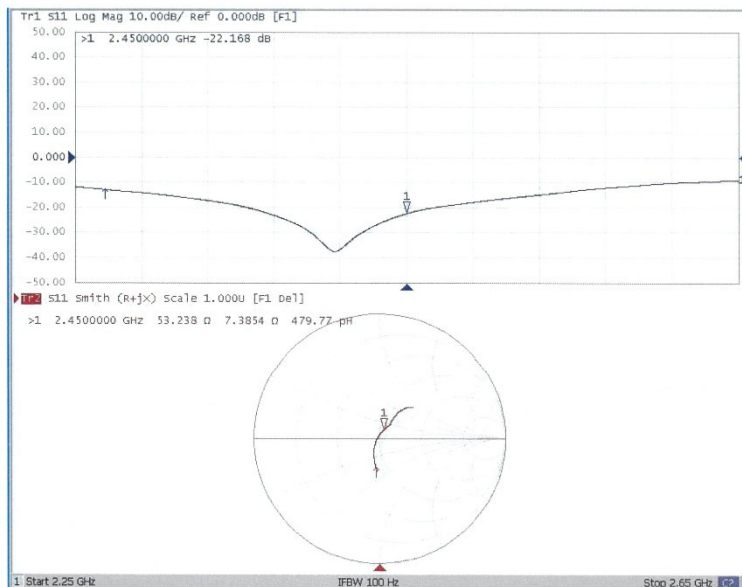 Tr1 S11 Log Mag 10.00dB/ Ref 0.000dB [F1]
50.00
>1 2.4500000 GHz -22.168 dB
40.00
30.00
20.00
10.00
0.000
-10.00
1
-20.00
-30.00
-40.00
-50.00
Tr2 S11 Smith (R+jX) Scale 1.000U [F1 Del]
>1 2.4500000 GHz 53.238 Ω 7.3854 Ω 479.77 pH
1
1 Start 2.25 GHz IFBW 100 Hz Stop 2.65 GHz C?